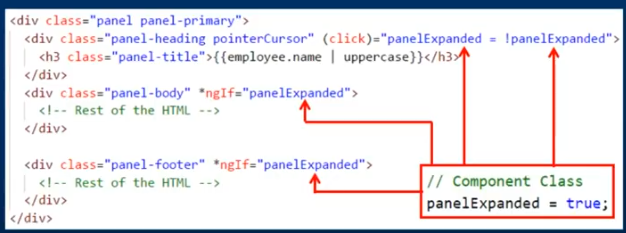 <div class="panel panel-primary">
<div class="panel-heading pointerCursor" (click)="panelExpanded = !panelExpanded">
<h3 class="panel-title">{{employee.name | uppercase}}</h3>
</div>
<div class="panel-body" *ngIf="panelExpanded">
<!-- Rest of the HTML -->
</div>
<div class="panel-footer" *ngIf="panelExpanded">
<!-- Rest of the HTML -->
</div>
</div>
// Component Class
panelExpanded = true;